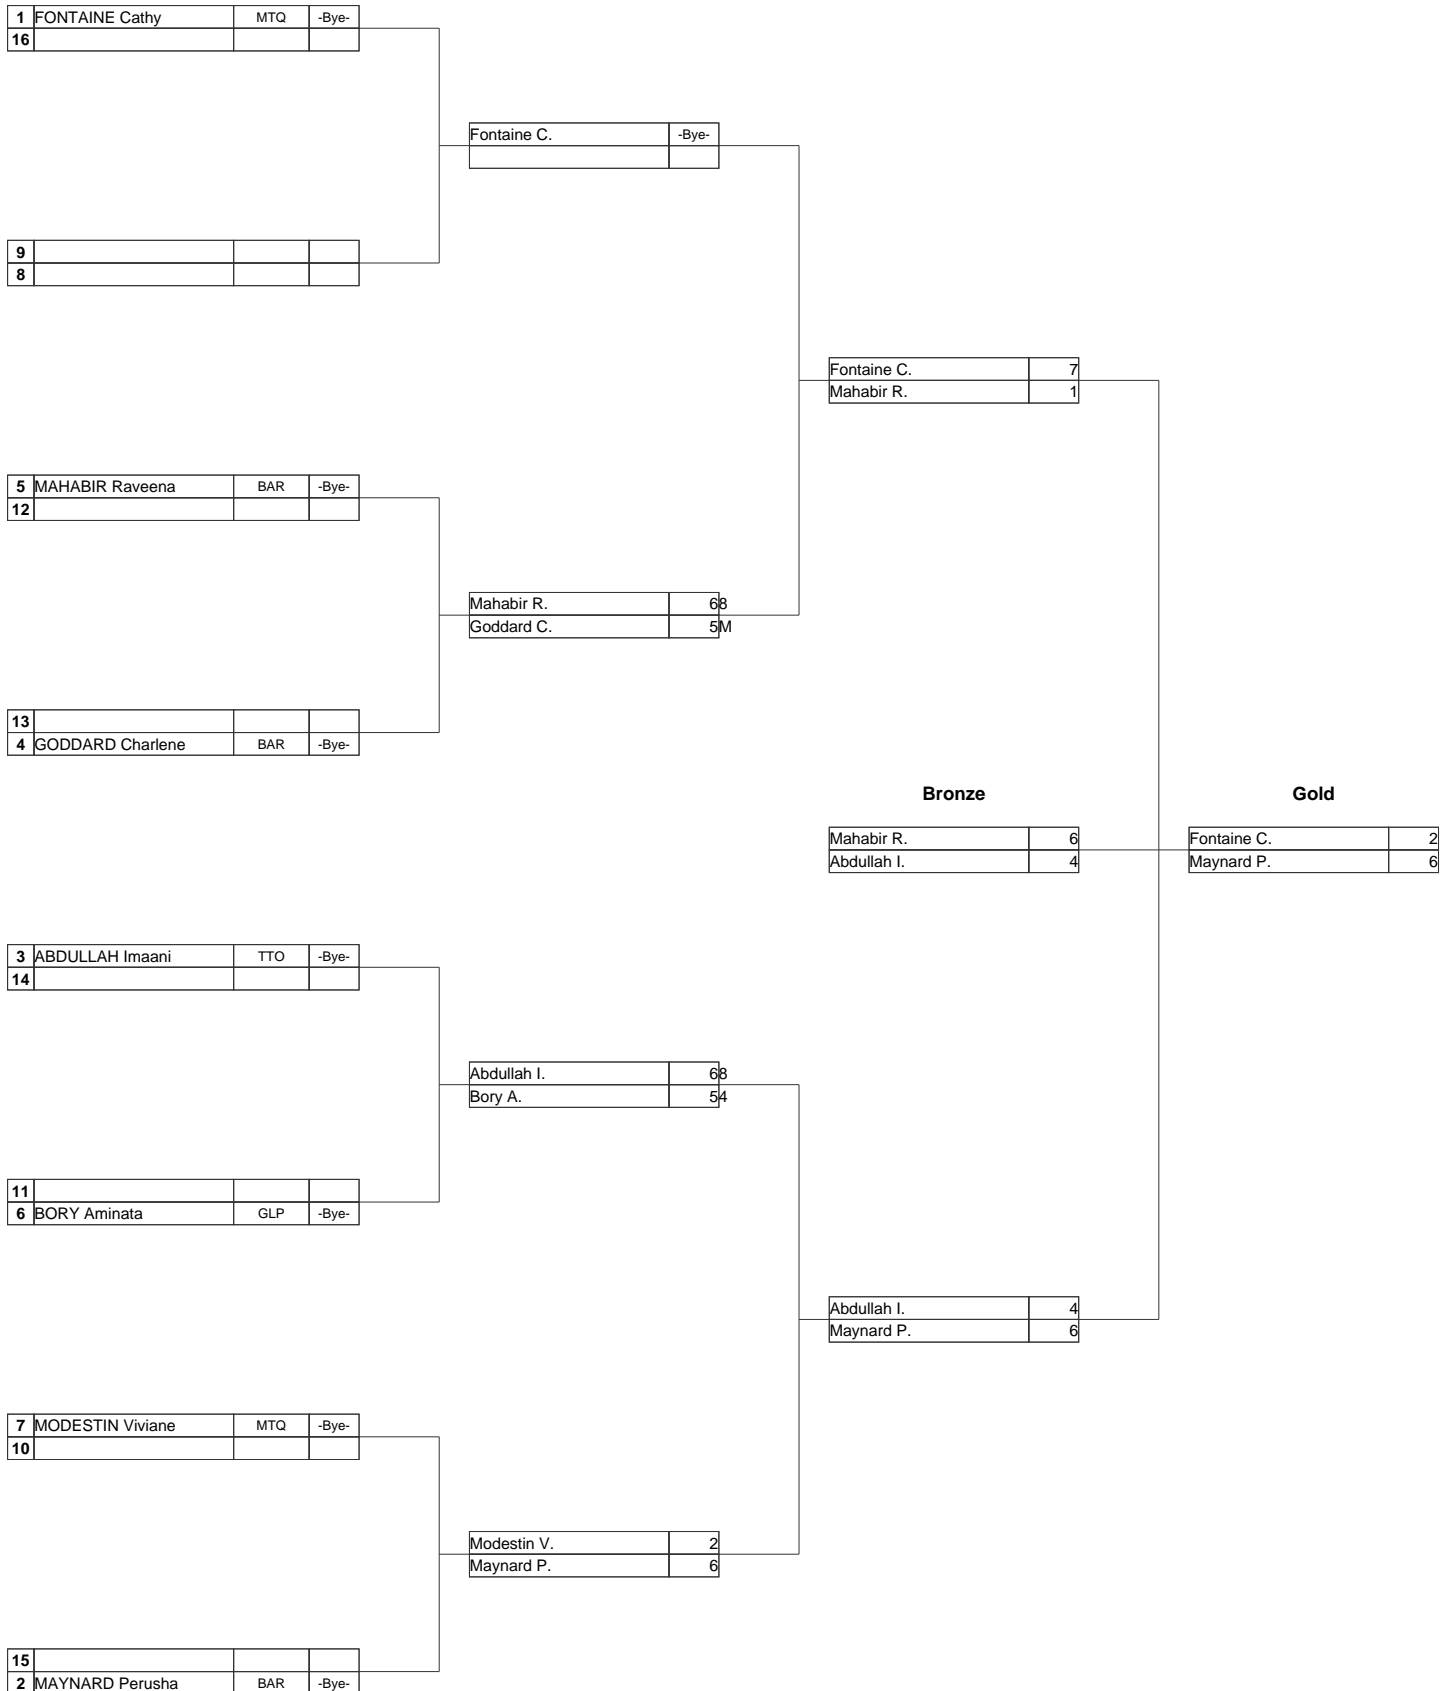 1 FONTAINE Cathy MTQ -Bye-
16
Fontaine C. -Bye-
9
8
Fontaine C. 7
Mahabir R. 1
5 MAHABIR Raveena BAR -Bye-
12
Mahabir R. 68
Goddard C. 5M
13
4 GODDARD Charlene BAR -Bye-
Bronze Gold
Mahabir R. 6 Fontaine C. 2
Abdullah I. 4 Maynard P. 6
3 ABDULLAH Imaani TTO -Bye-
14
Abdullah I. 68
Bory A. 54
11
6 BORY Aminata GLP -Bye-
Abdullah I. 4
Maynard P. 6
7 MODESTIN Viviane MTQ -Bye-
10
Modestin V. 2
Maynard P. 6
15
2 MAYNARD Perusha BAR -Bye-